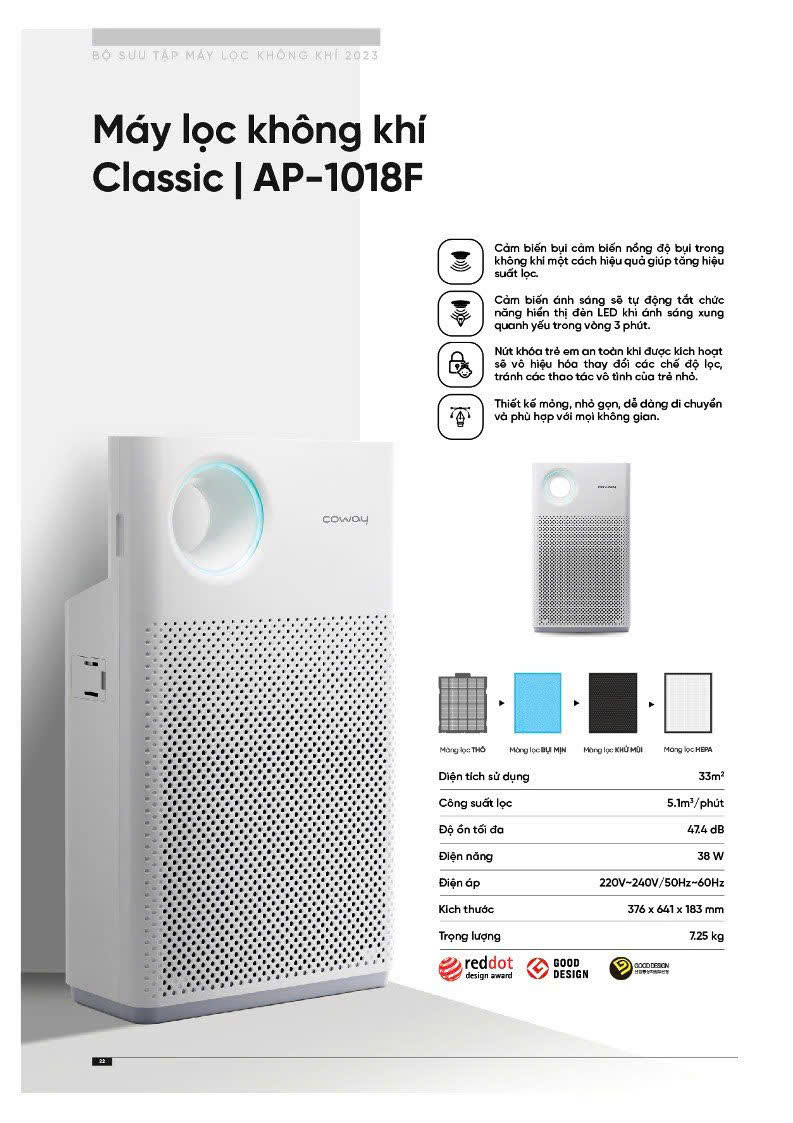 BỘ SƯU TẬP MÁY LỌC KHÔNG KHÍ 2023
Máy lọc không khí
Classic | AP-1018F
Cảm biến bụi cảm biến nồng độ bụi trong
không khí một cách hiệu quả giúp tăng hiệu
suất lọc.
Cảm biến ánh sáng sẽ tự động tắt chức
năng hiển thị đèn LED khi ánh sáng xung
quanh yếu trong vòng 3 phút.
Nút khóa trẻ em an toàn khi được kích hoạt
sẽ vô hiệu hóa thay đổi các chế độ lọc,
tránh các thao tác vô tình của trẻ nhỏ.
Thiết kế mỏng, nhỏ gọn, dễ dàng di chuyển
và phù hợp với mọi không gian.
coway
coway
Màng lọc THÔ
Màng lọc BỤI MỊN
Màng lọc KHỬ MÙI
Màng lọc HEPA
Diện tích sử dụng 33m²
Công suất lọc 5.1m³/phút
Độ ồn tối đa 47.4 dB
Điện năng 38 W
Điện áp 220V~240V/50Hz~60Hz
Kích thước 376 x 641 x 183 mm
Trọng lượng 7.25 kg
reddot
design award
GOOD
DESIGN
GOOD DESIGN
22